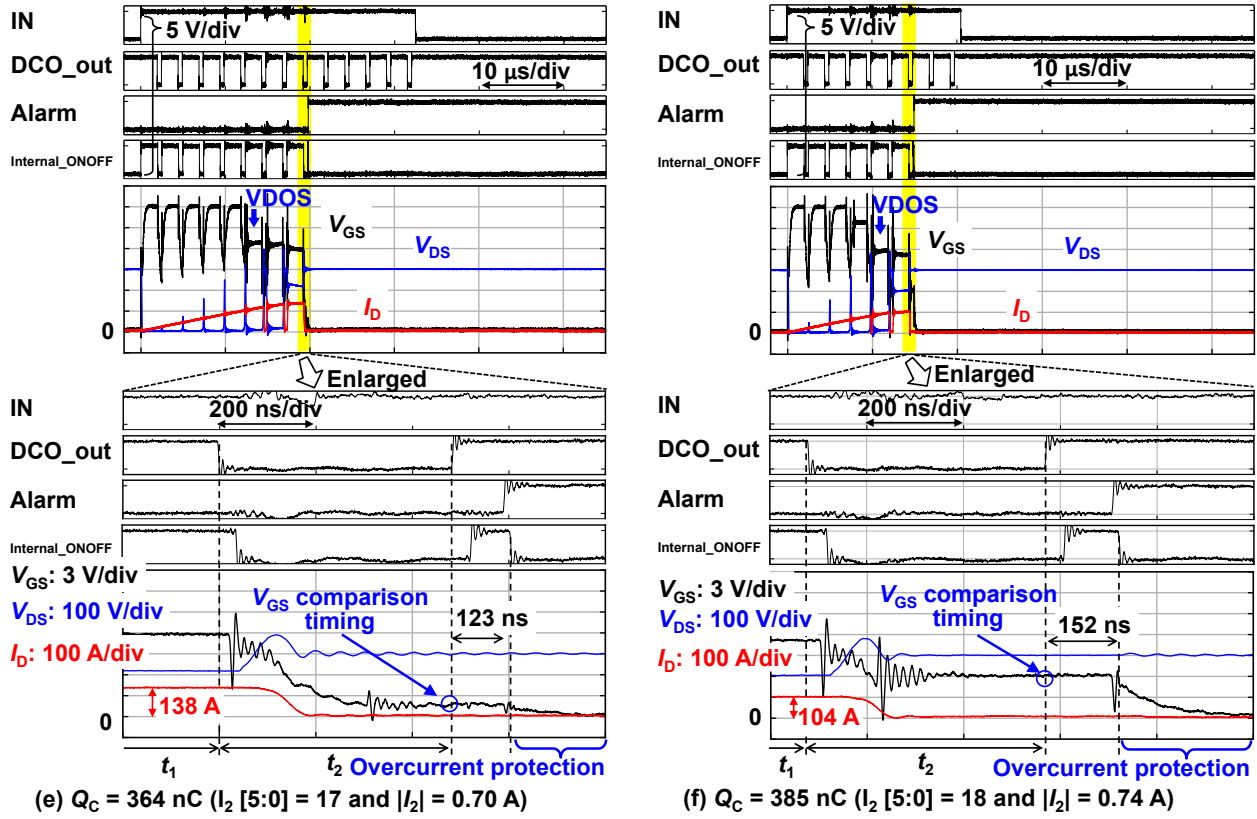 IN
5 V/div
DCO_out
10 µs/div
Alarm
Internal_ONOFF
VDOS
VGS
VDS
ID
0
Enlarged
IN
200 ns/div
DCO_out
Alarm
Internal_ONOFF
VGS: 3 V/div
VDS: 100 V/div
ID: 100 A/div
VGS comparison
timing
123 ns
138 A
0
t1
t2
Overcurrent protection
(e) QC = 364 nC (I2 [5:0] = 17 and |I2| = 0.70 A)
IN
5 V/div
DCO_out
10 µs/div
Alarm
Internal_ONOFF
VDOS
VGS
VDS
ID
0
Enlarged
IN
200 ns/div
DCO_out
Alarm
Internal_ONOFF
VGS: 3 V/div
VDS: 100 V/div
ID: 100 A/div
VGS comparison
timing
152 ns
104 A
0
t1
t2
Overcurrent protection
(f) QC = 385 nC (I2 [5:0] = 18 and |I2| = 0.74 A)